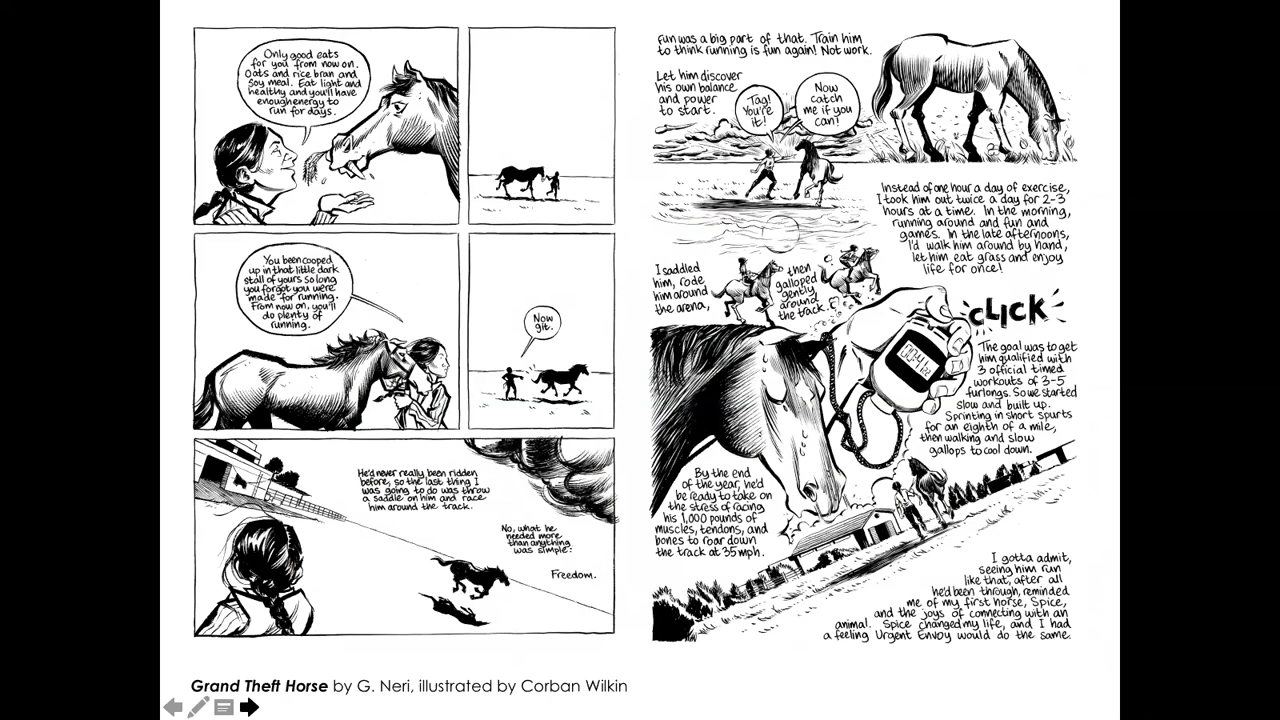 Only good eats
for you from now on.
Oats and rice bran and
soy meal. Eat light and
healthy and you'll have
enough energy to
run for days.
You been cooped
up in that little dark
stall of yours so long
you forgot you were
made for running.
From now on, you'll
do plenty of
running.
Now
git.
He'd never really been ridden
before, so the last thing I
was going to do was throw
a saddle on him and race
him around the track.
No, what he
needed more
than anything
was simple:
Freedom.
Fun was a big part of that. Train him
to think running is fun again! Not work.
Let him discover
his own balance
and power
to start.
Tag!
You're
it!
Now
catch
me if you
can!
Instead of one hour a day of exercise,
I took him out twice a day for 2-3
hours at a time. In the morning,
running around and fun and
games. In the late afternoons,
I'd walk him around by hand,
let him eat grass and enjoy
life for once!
I saddled
him, rode
him around
the arena,
then
galloped
gently
around
the track.
CLICK
The goal was to get
him qualified with
3 official timed
workouts of 3-5
furlongs. So we started
slow and built up.
Sprinting in short spurts
for an eighth of a mile,
then walking and slow
gallops to cool down.
By the end
of the year, he'd
be ready to take on
the stress of racing
his 1,000 pounds of
muscles, tendons, and
bones to roar down
the track at 35 mph.
I gotta admit,
seeing him run
like that, after all
he'd been through, reminded
me of my first horse, Spice,
and the joys of connecting with an
animal. Spice changed my life, and I had
a feeling Urgent Envoy would do the same.
Grand Theft Horse by G. Neri, illustrated by Corban Wilkin